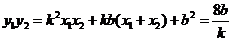 y₁y₂ = k²x₁x₂ + kb(x₁ + x₂) + b² = 8b/k